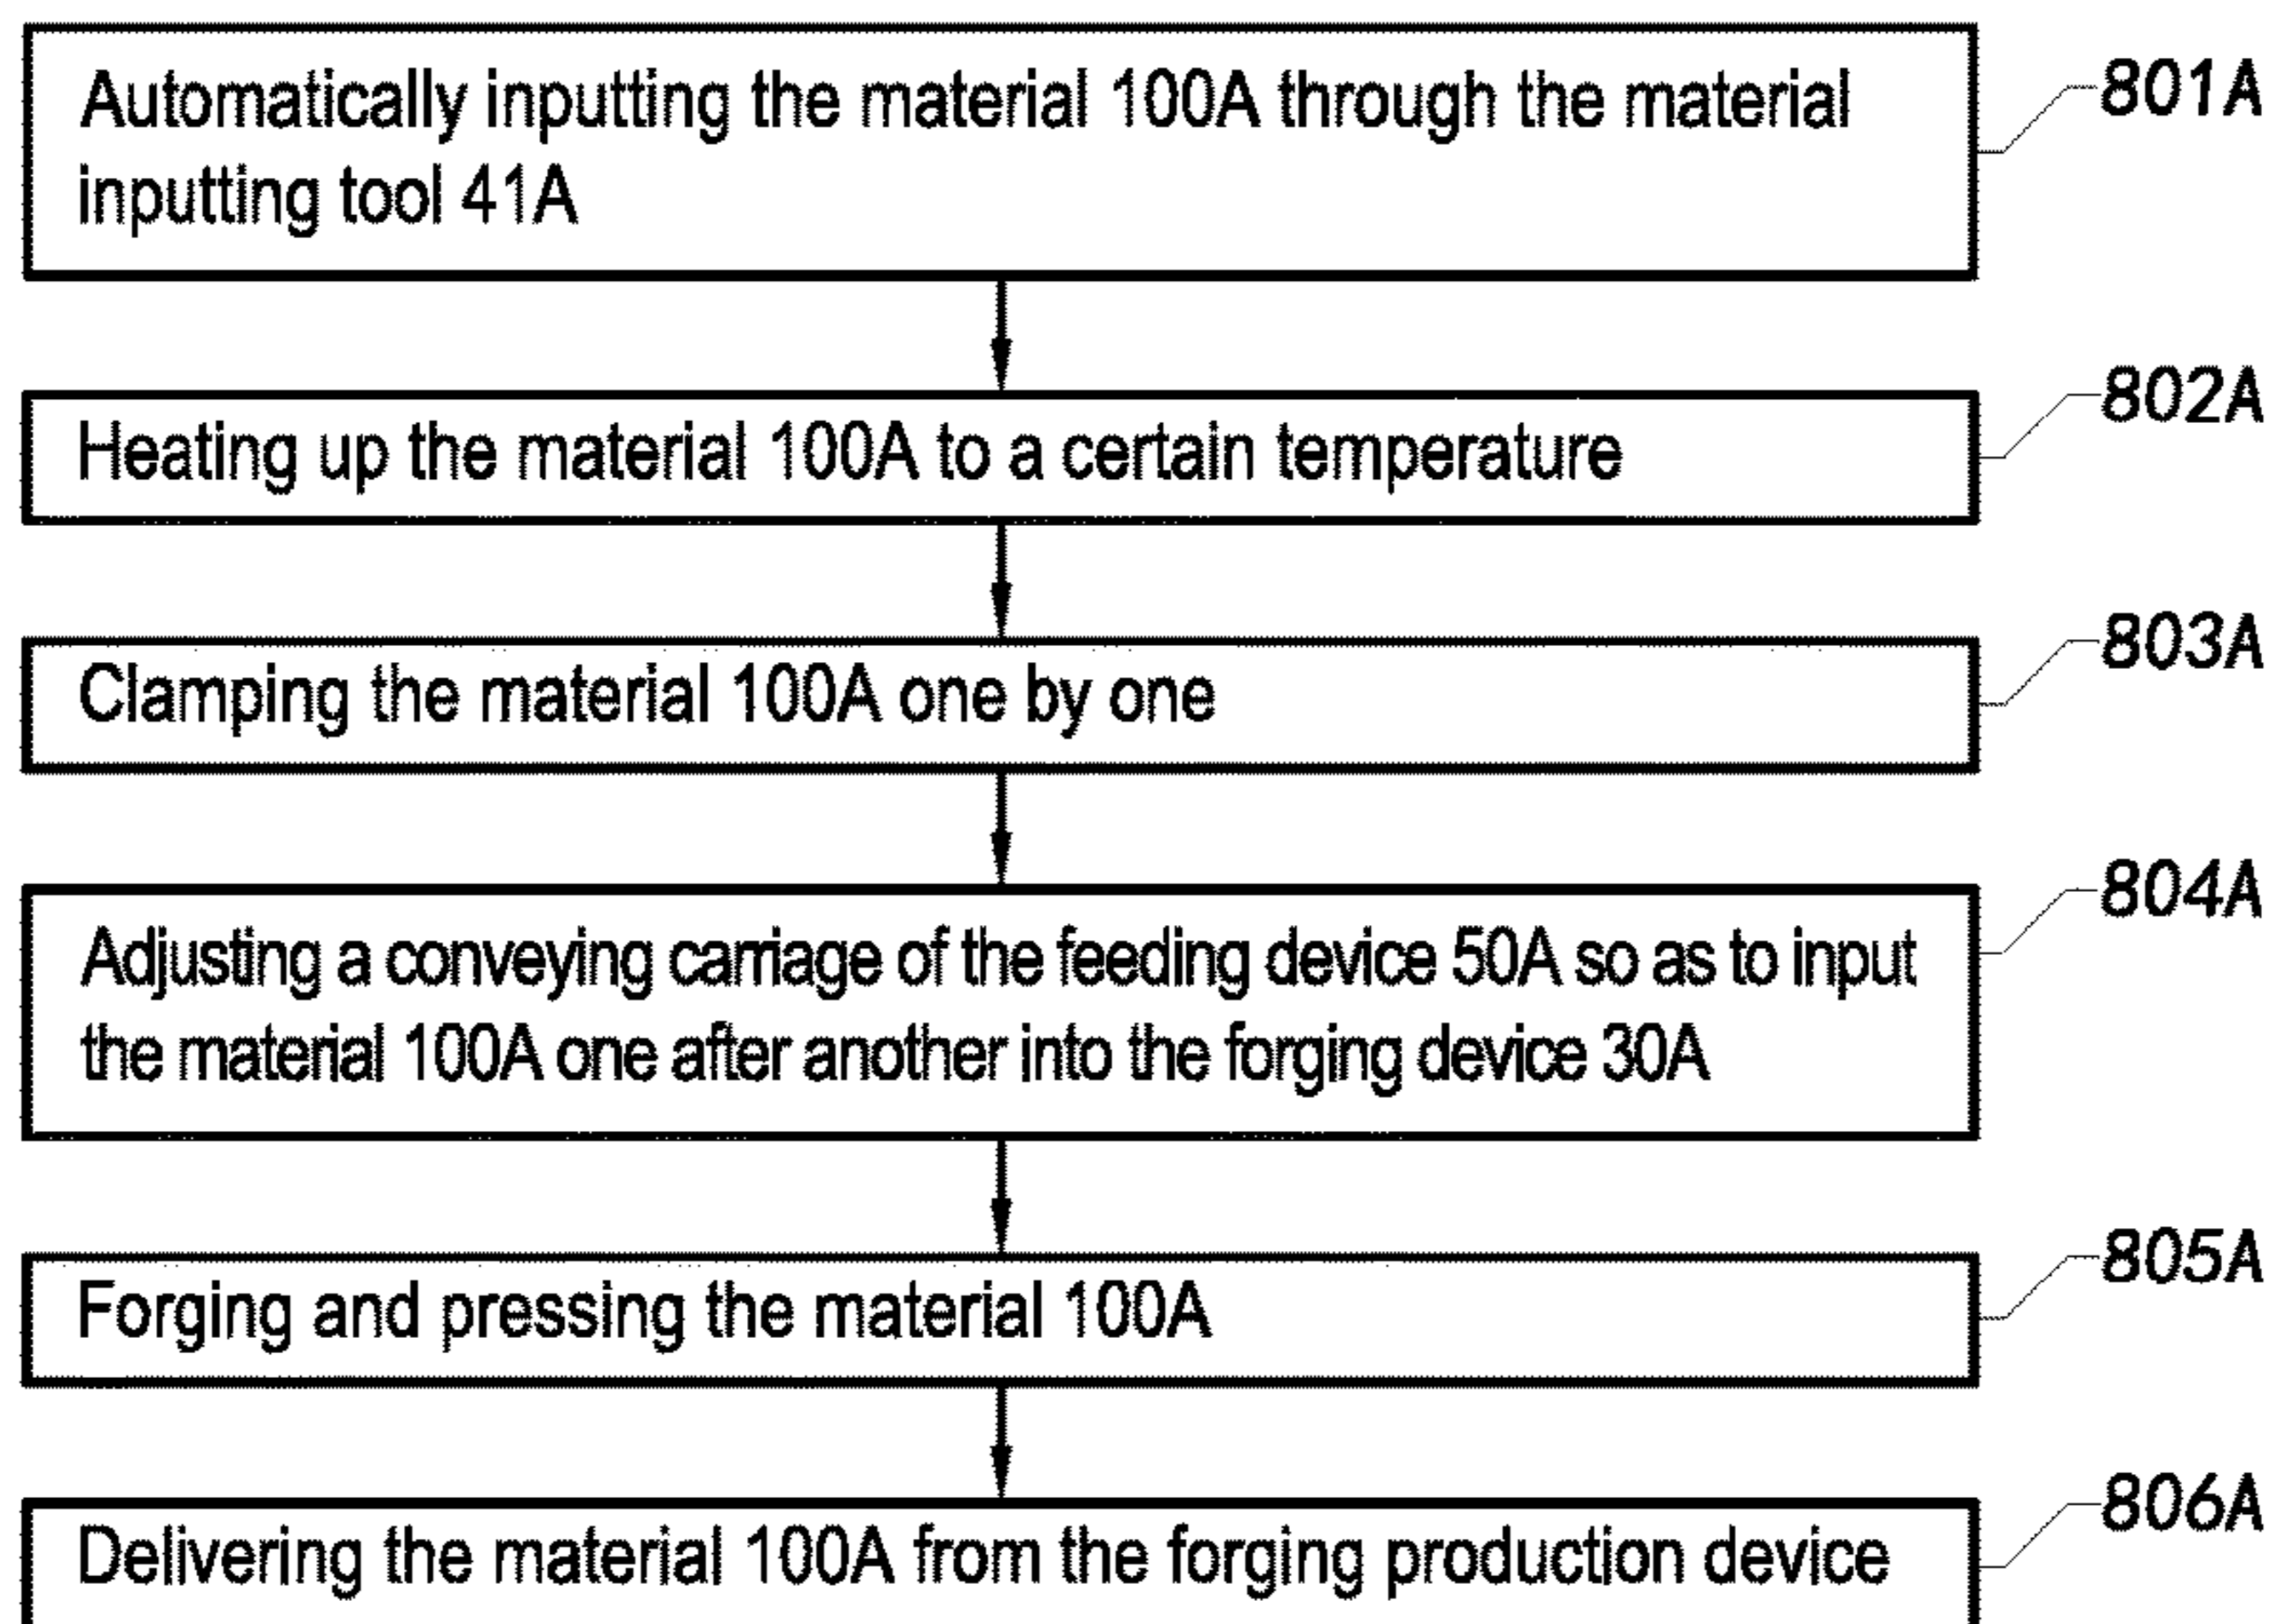 Automatically inputting the material 100A through the material
inputting tool 41A
801A
Heating up the material 100A to a certain temperature
802A
Clamping the material 100A one by one
803A
Adjusting a conveying carriage of the feeding device 50A so as to input
the material 100A one after another into the forging device 30A
804A
Forging and pressing the material 100A
805A
Delivering the material 100A from the forging production device
806A